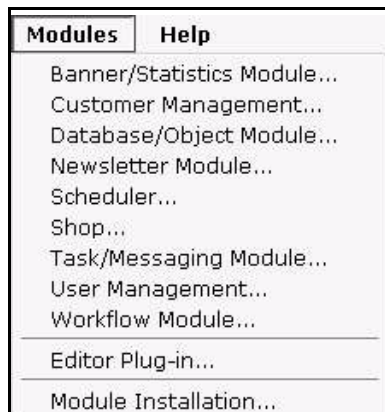 Modules Help
Banner/Statistics Module...
Customer Management...
Database/Object Module...
Newsletter Module...
Scheduler...
Shop...
Task/Messaging Module...
User Management...
Workflow Module...
Editor Plug-in...
Module Installation...